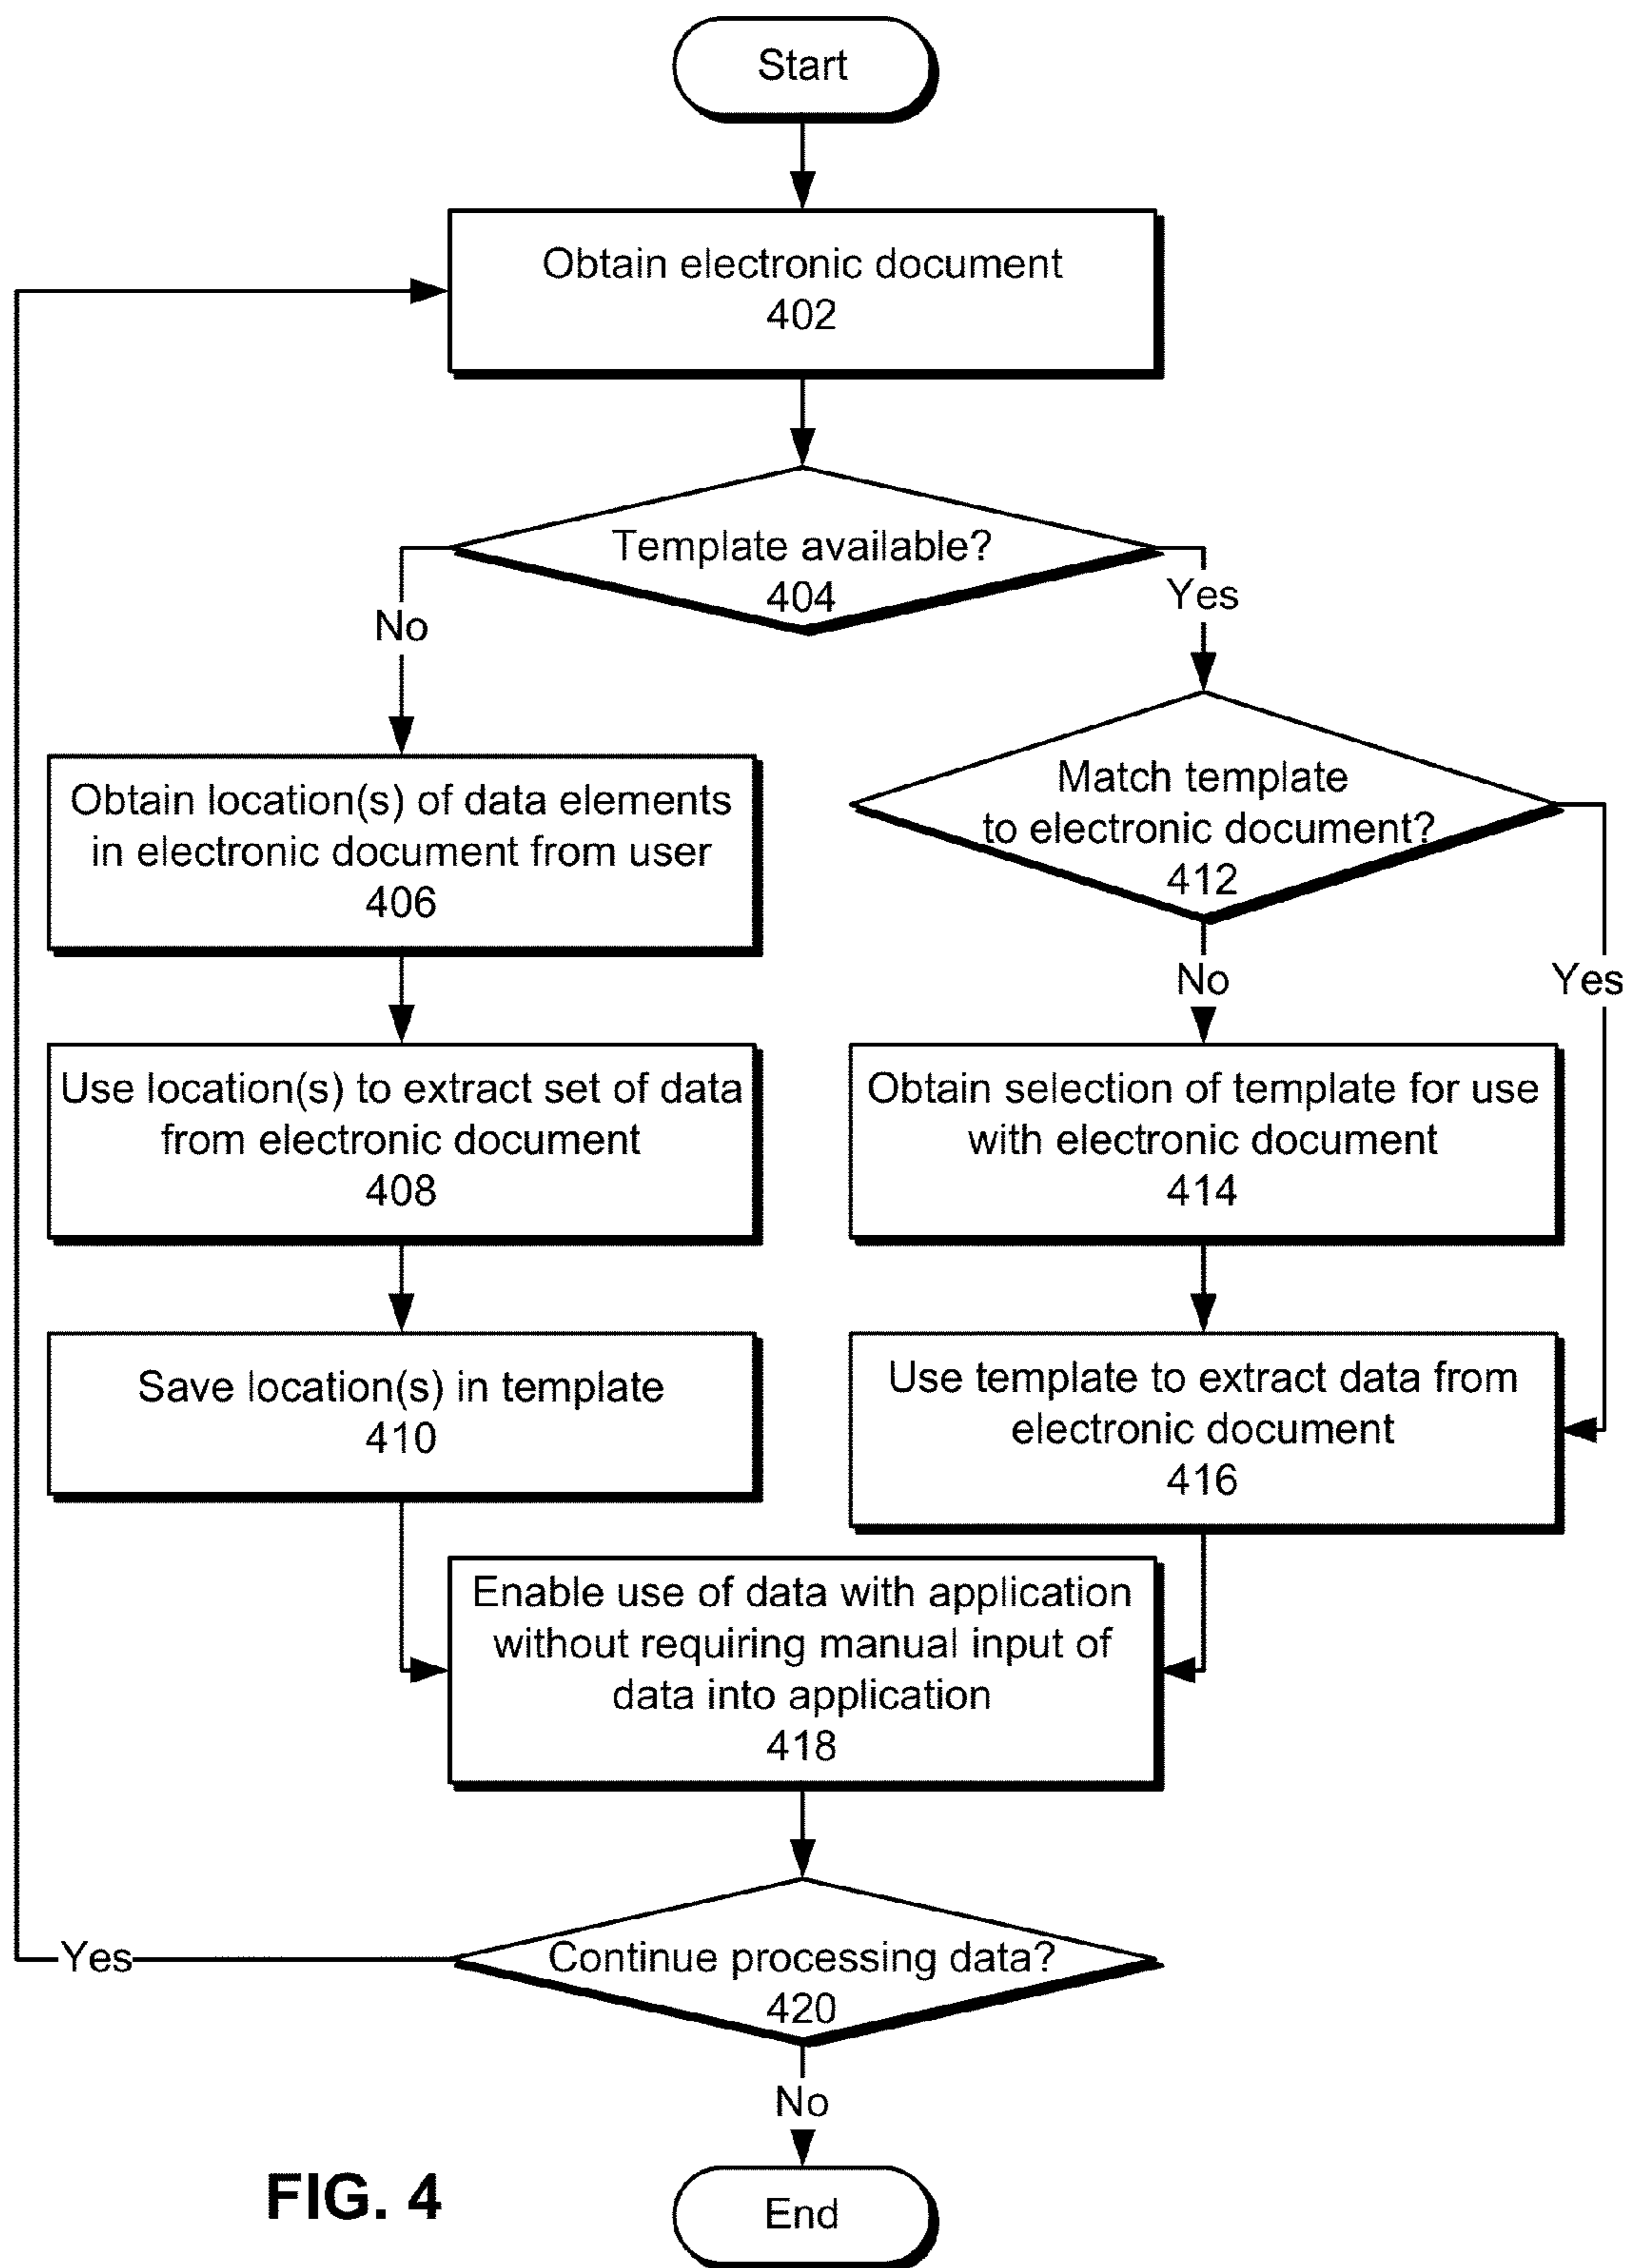 Start
Obtain electronic document
402
Template available?
404
No
Yes
Obtain location(s) of data elements
in electronic document from user
406
Match template
to electronic document?
412
No
Yes
Use location(s) to extract set of data
from electronic document
408
Obtain selection of template for use
with electronic document
414
Save location(s) in template
410
Use template to extract data from
electronic document
416
Enable use of data with application
without requiring manual input of
data into application
418
Yes
Continue processing data?
420
No
End
FIG. 4